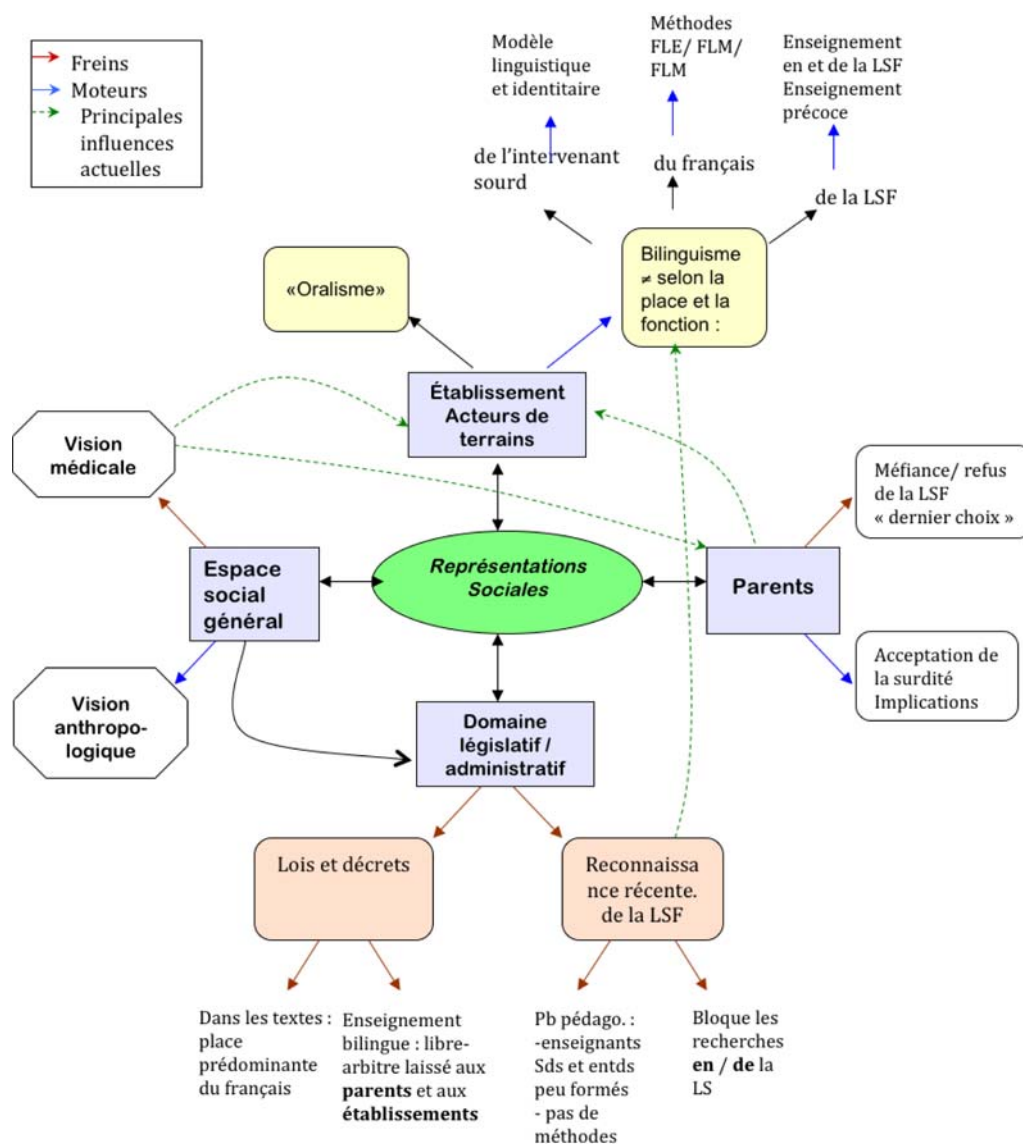 Freins
Moteurs
Principales
influences
actuelles
Modèle
linguistique
et identitaire
Méthodes
FLE/ FLM/
FLM
Enseignement
en et de la LSF
Enseignement
précoce
de l'intervenant
sourd
du français
de la LSF
«Oralisme»
Bilinguisme
≠ selon la
place et la
fonction :
Établissement
Acteurs de
terrains
Vision
médicale
Méfiance/ refus
de la LSF
« dernier choix »
Espace
social
général
Représentations
Sociales
Parents
Acceptation de
la surdité
Implications
Vision
anthropo-
logique
Domaine
législatif /
administratif
Lois et décrets
Reconnaissa
nce récente.
de la LSF
Dans les textes :
place
prédominante
du français
Enseignement
bilingue : libre-
arbitre laissé aux
parents et aux
établissements
Pb pédago. :
-enseignants
Sds et entds
peu formés
- pas de
méthodes
Bloque les
recherches
en / de la
LS